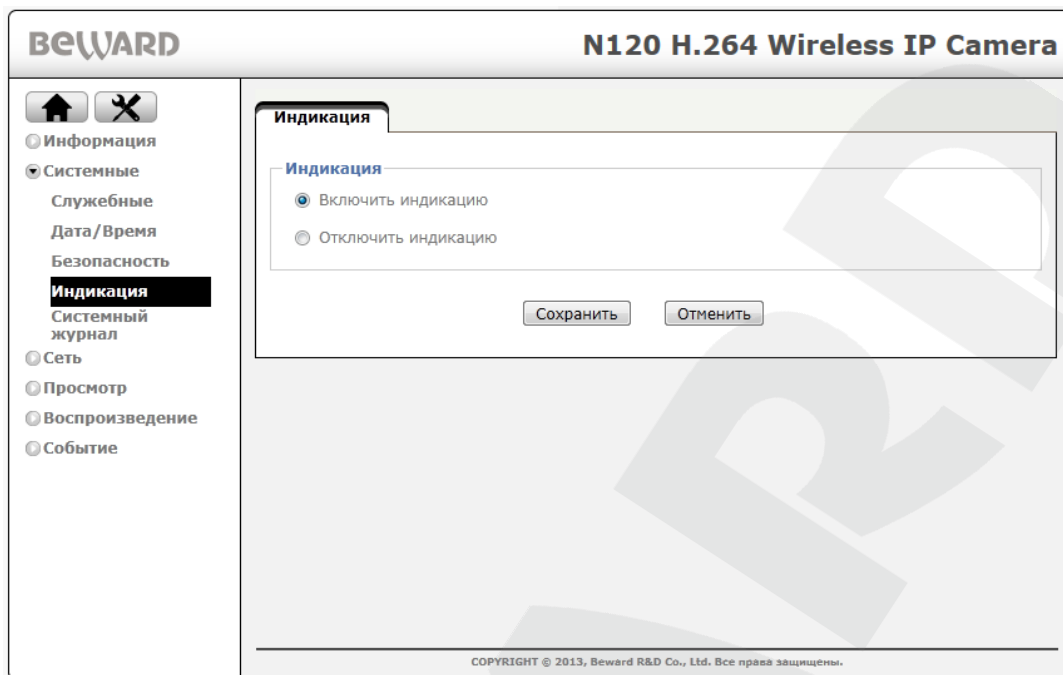 BEWARD
N120 H.264 Wireless IP Camera
Информация
Системные
Служебные
Дата/Время
Безопасность
Индикация
Системный
журнал
Сеть
Просмотр
Воспроизведение
Событие
Индикация
Индикация
Включить индикацию
Отключить индикацию
Сохранить
Отменить
COPYRIGHT © 2013, Beward R&D Co., Ltd. Все права защищены.